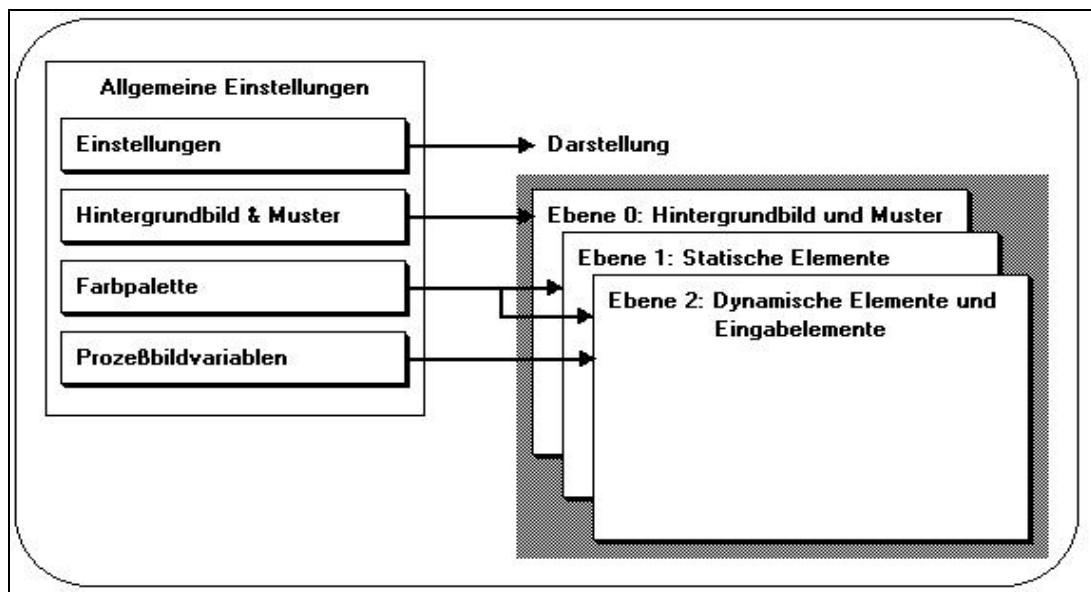 Allgemeine Einstellungen
Einstellungen
Darstellung
Hintergrundbild & Muster
Ebene 0: Hintergrundbild und Muster
Ebene 1: Statische Elemente
Farbpalette
Ebene 2: Dynamische Elemente und
Eingabelemente
Prozeßbildvariablen